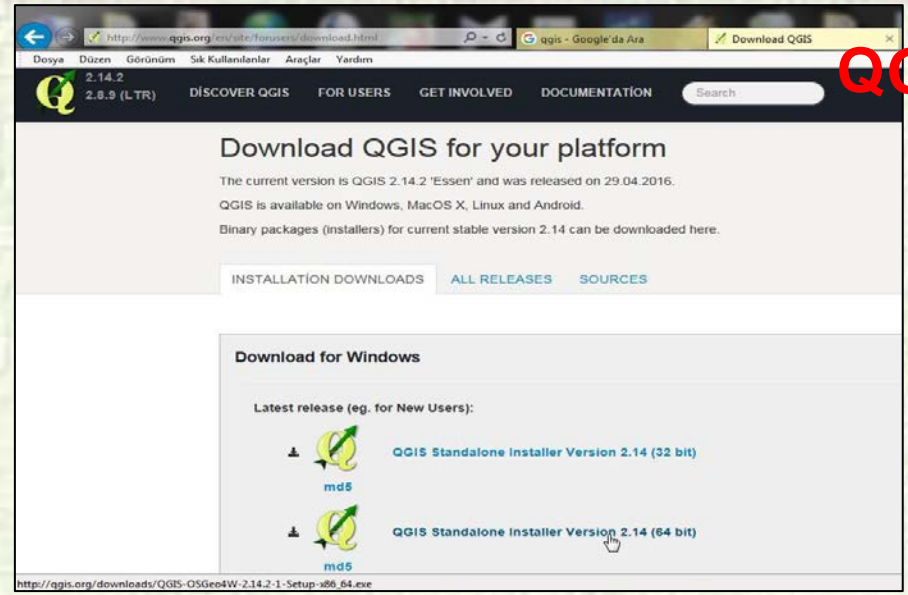 http://www.qgis.org/en/site/forusers/download.html
qgis - Google'da Ara
Download QGIS
Dosya Düzen Görünüm Sık Kullanılanlar Araçlar Yardım
2.14.2
2.8.9 (LTR)
DİSCOVER QGIS FOR USERS GET INVOLVED DOCUMENTATİON Search
QG
Download QGIS for your platform
The current version is QGIS 2.14.2 'Essen' and was released on 29.04.2016.
QGIS is available on Windows, MacOS X, Linux and Android.
Binary packages (installers) for current stable version 2.14 can be downloaded here.
INSTALLATİON DOWNLOADS ALL RELEASES SOURCES
Download for Windows
Latest release (eg. for New Users):
QGIS Standalone Installer Version 2.14 (32 bit)
md5
QGIS Standalone Installer Version 2.14 (64 bit)
md5
http://qgis.org/downloads/QGIS-OSGeo4W-2.14.2-1-Setup-x86_64.exe